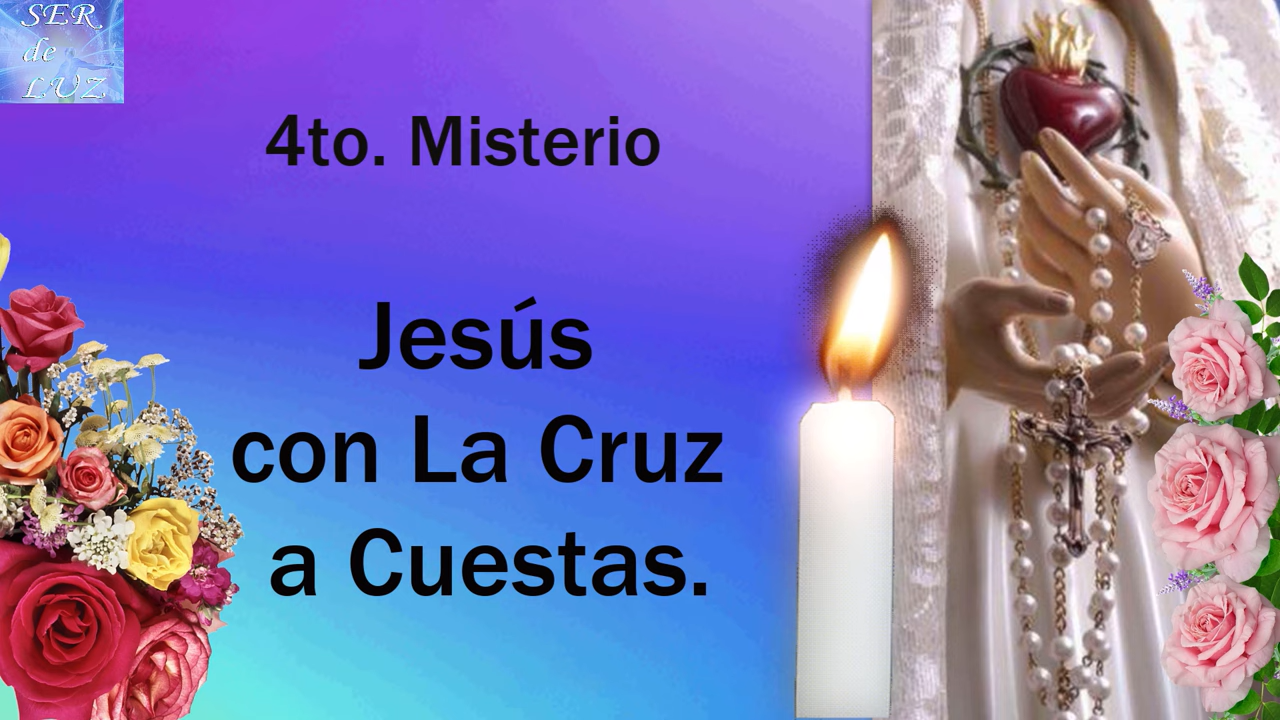 SER
de
LUZ
4to. Misterio
Jesús
con La Cruz
a Cuestas.